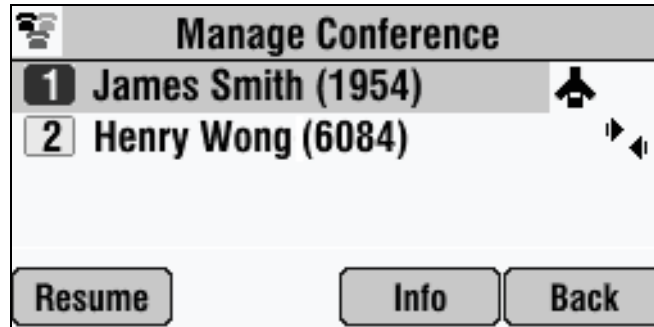 Manage Conference
1 James Smith (1954)
2 Henry Wong (6084)
Resume Info Back